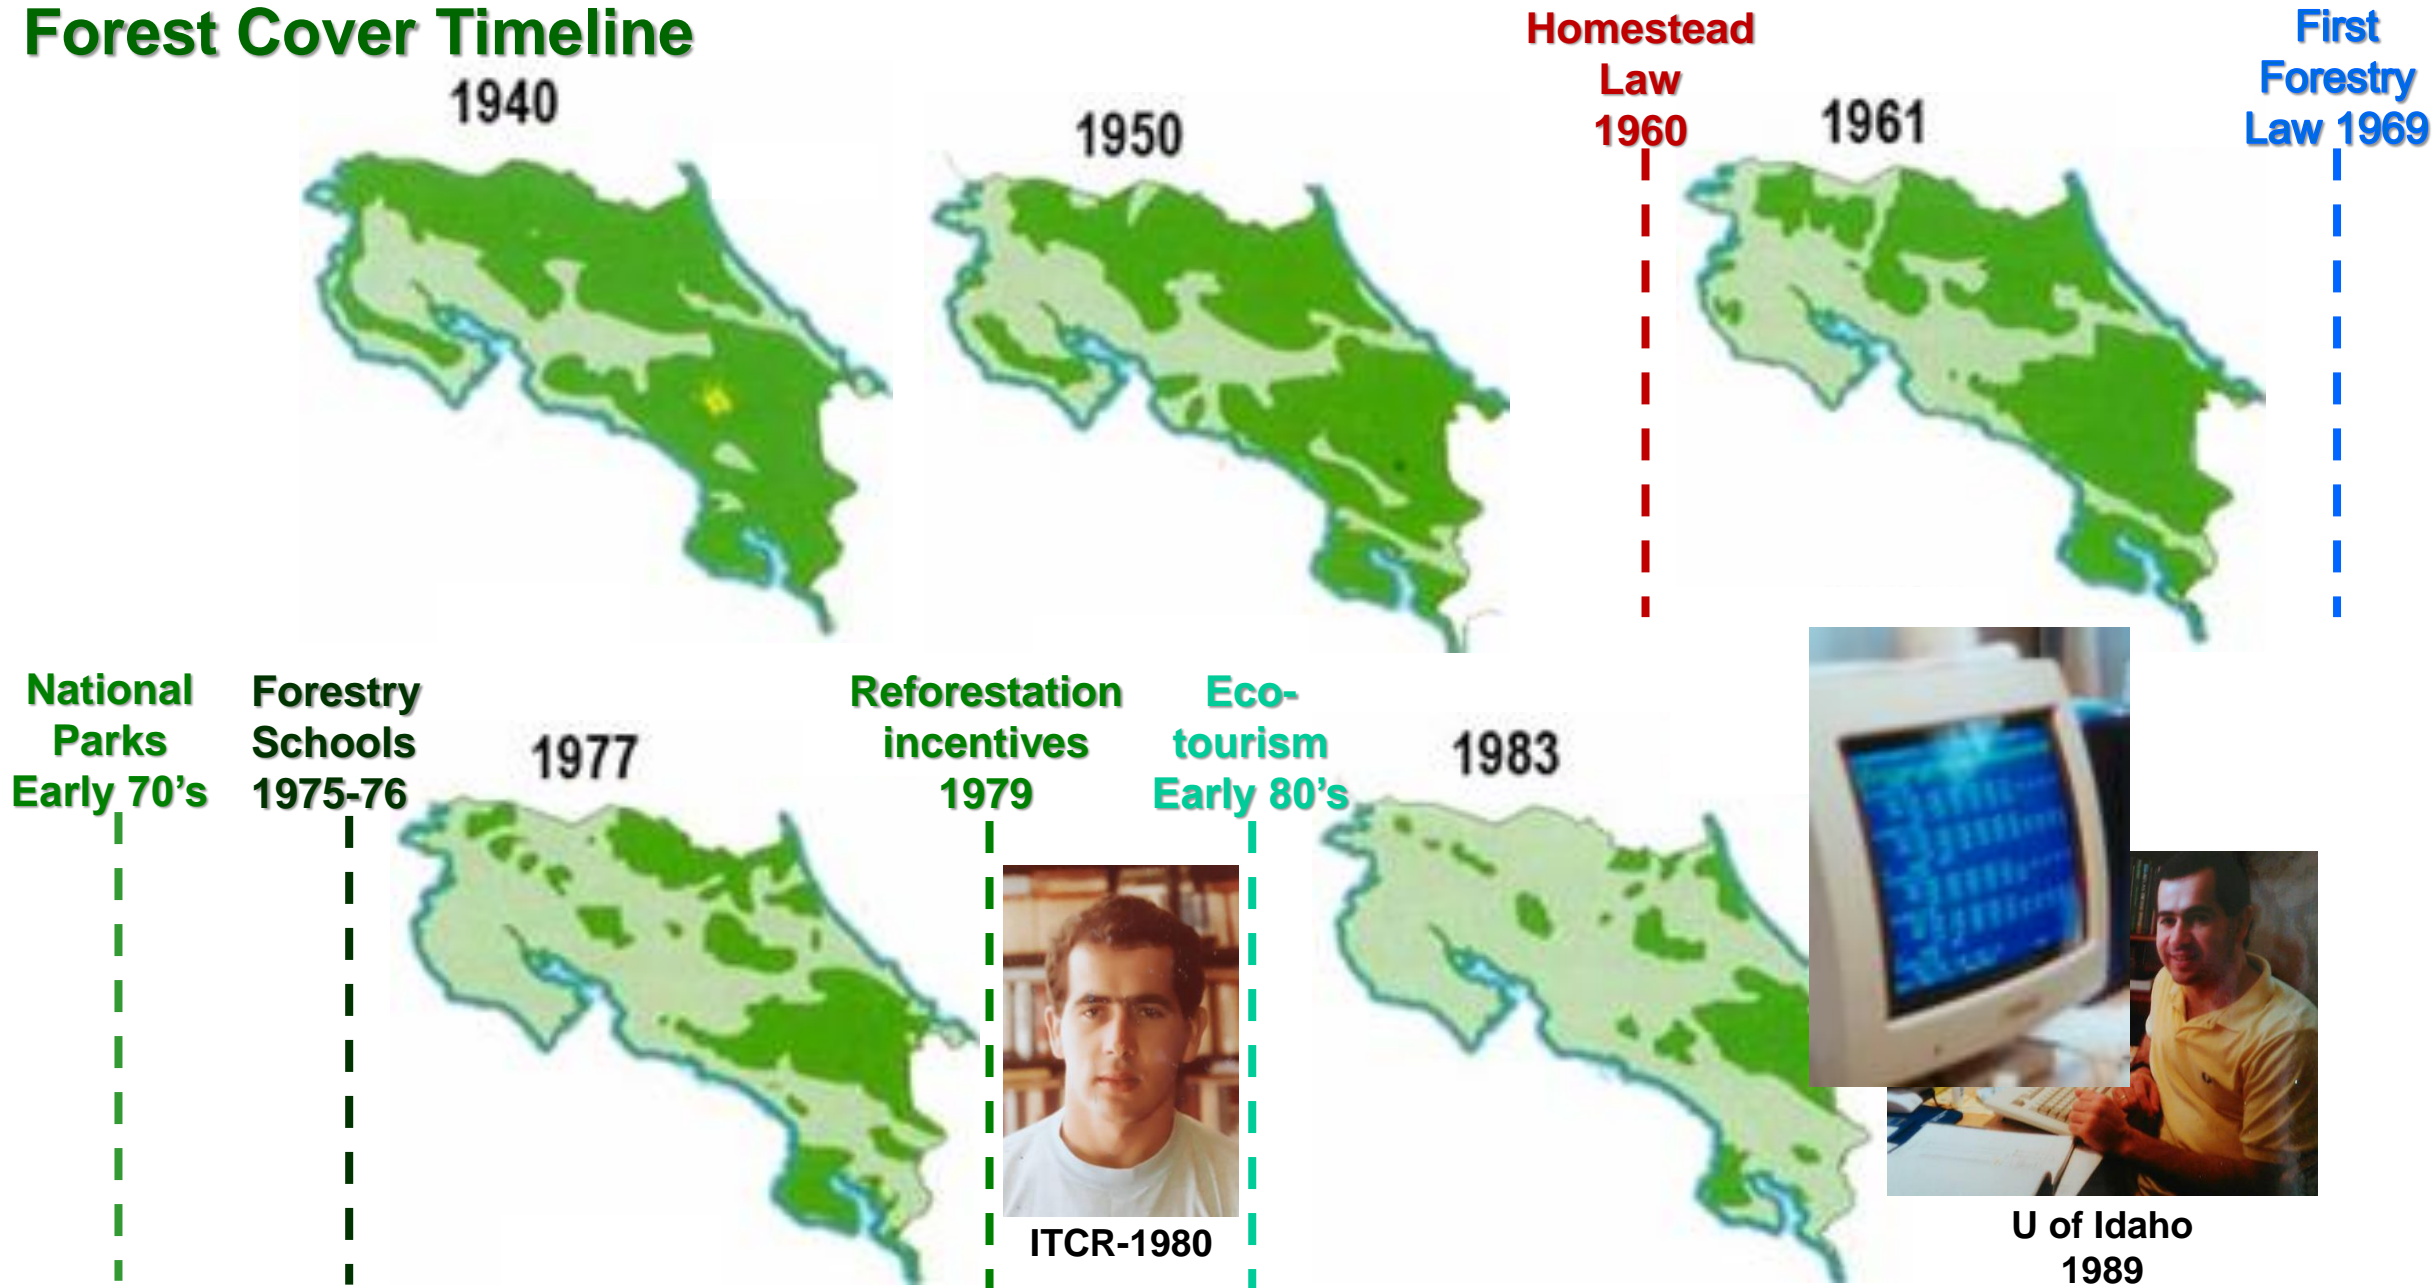 Forest Cover Timeline
1940
1950
Homestead
Law
1960
1961
First
Forestry
Law 1969
National
Parks
Early 70’s
Forestry
Schools
1975-76
1977
Reforestation
incentives
1979
Eco-
tourism
Early 80’s
1983
ITCR-1980
U of Idaho
1989